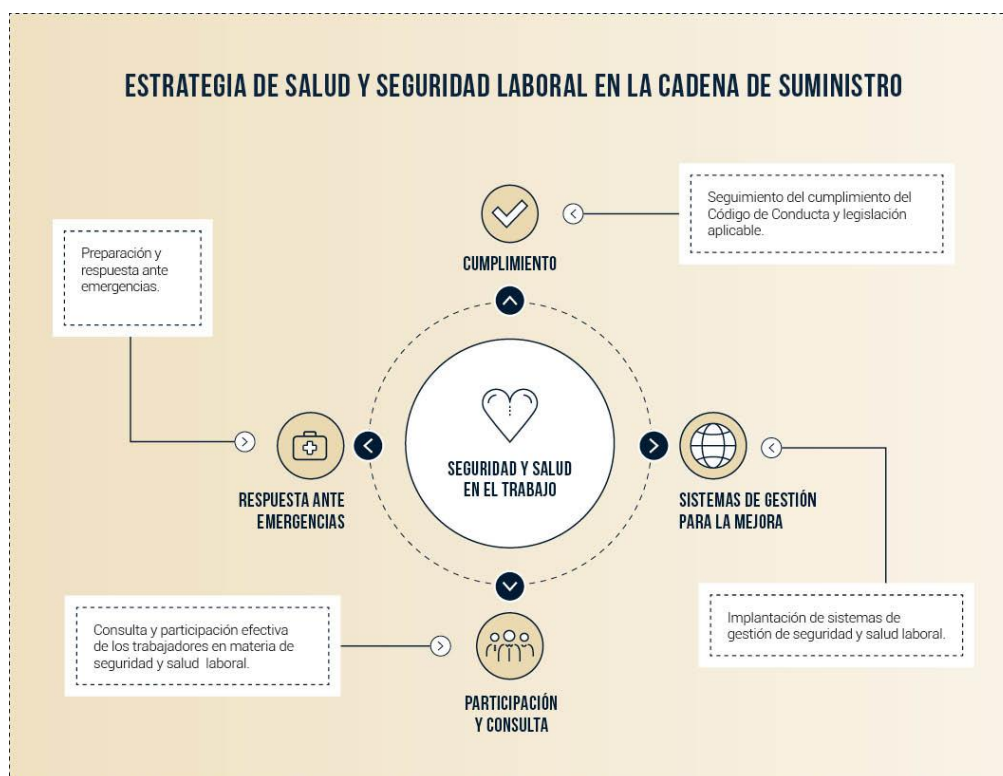 ESTRATEGIA DE SALUD Y SEGURIDAD LABORAL EN LA CADENA DE SUMINISTRO
Seguimiento del cumplimiento del
Código de Conducta y legislación
aplicable.
CUMPLIMIENTO
Preparación y
respuesta ante
emergencias.
SEGURIDAD Y SALUD
EN EL TRABAJO
RESPUESTA ANTE
EMERGENCIAS
SISTEMAS DE GESTIÓN
PARA LA MEJORA
Consulta y participación efectiva
de los trabajadores en materia de
seguridad y salud laboral.
Implantación de sistemas de
gestión de seguridad y salud laboral.
PARTICIPACIÓN
Y CONSULTA